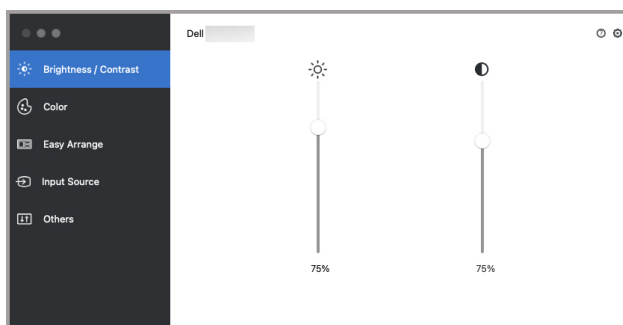 Dell
Brightness / Contrast
Color
Easy Arrange
Input Source
Others
75%
75%